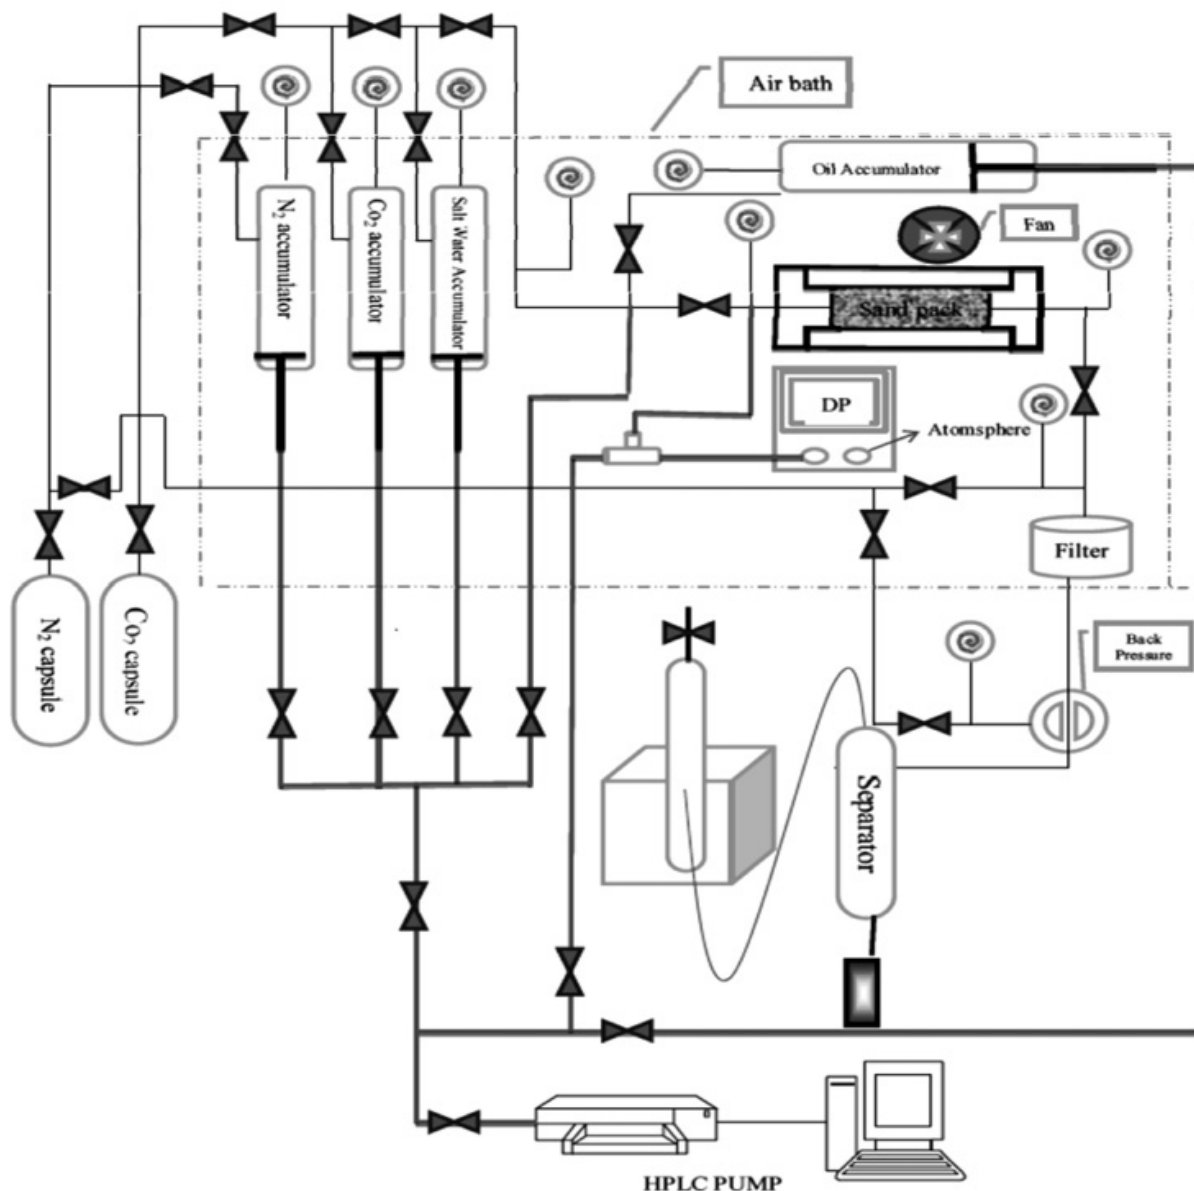 Air bath
Oil Accumulator
Fan
N₂ accumulator
Co₂ accumulator
Salt Water Accumulator
Sand pack
DP
Atomsphere
Filter
N₂ capsule
Co₂ capsule
Back
Pressure
Separator
HPLC PUMP